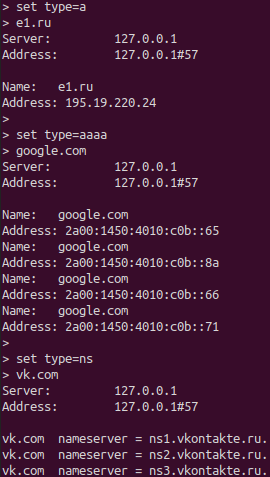 > set type=a
> e1.ru
Server:         127.0.0.1
Address:        127.0.0.1#57

Name:   e1.ru
Address: 195.19.220.24
>
> set type=aaaa
> google.com
Server:         127.0.0.1
Address:        127.0.0.1#57

Name:   google.com
Address: 2a00:1450:4010:c0b::65
Name:   google.com
Address: 2a00:1450:4010:c0b::8a
Name:   google.com
Address: 2a00:1450:4010:c0b::66
Name:   google.com
Address: 2a00:1450:4010:c0b::71
>
> set type=ns
> vk.com
Server:         127.0.0.1
Address:        127.0.0.1#57

vk.com  nameserver = ns1.vkontakte.ru.
vk.com  nameserver = ns2.vkontakte.ru.
vk.com  nameserver = ns3.vkontakte.ru.